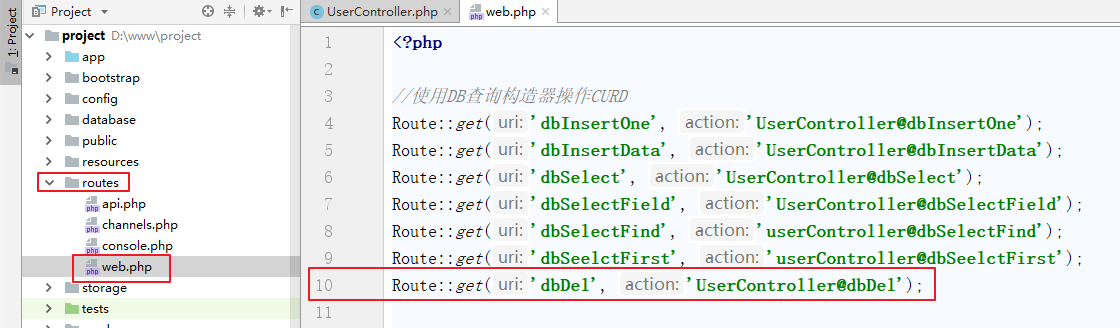 1: Project
Project
project D:\www\project
app
bootstrap
config
database
public
resources
routes
api.php
channels.php
console.php
web.php
storage
tests
UserController.php
web.php
1 <?php
2
3 //使用DB查询构造器操作CURD
4 Route::get( uri: 'dbInsertOne', action: 'UserController@dbInsertOne');
5 Route::get( uri: 'dbInsertData', action: 'UserController@dbInsertData');
6 Route::get( uri: 'dbSelect', action: 'UserController@dbSelect');
7 Route::get( uri: 'dbSelectField', action: 'UserController@dbSelectField');
8 Route::get( uri: 'dbSelectFind', action: 'userController@dbSelectFind');
9 Route::get( uri: 'dbSeelctFirst', action: 'userController@dbSeelctFirst');
10 Route::get( uri: 'dbDel', action: 'UserController@dbDel');
11